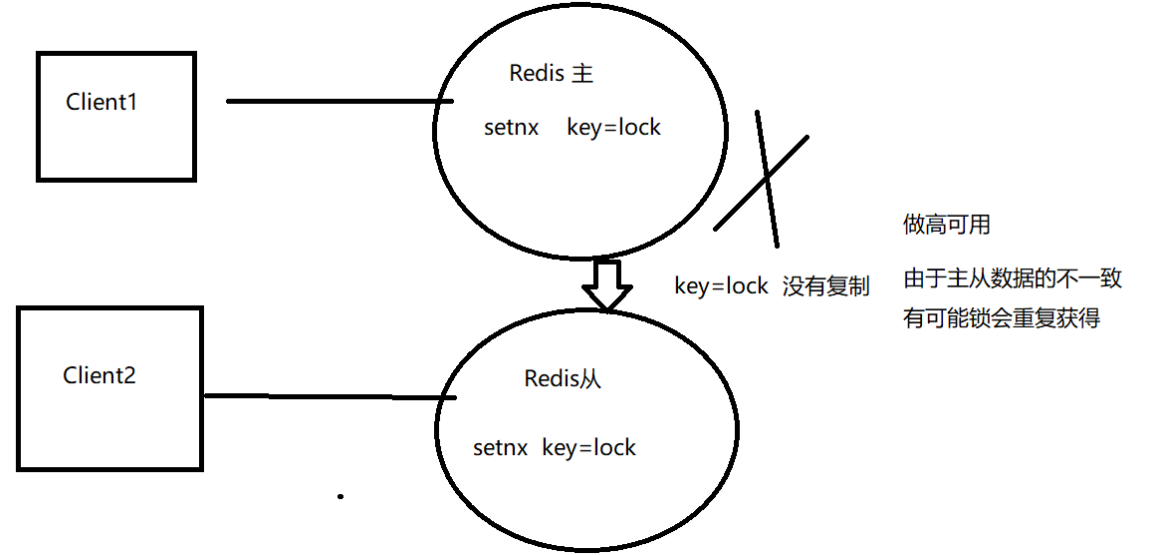 Client1
Redis 主
setnx key=lock
做高可用
key=lock 没有复制
由于主从数据的不一致
有可能锁会重复获得
Client2
Redis从
setnx key=lock